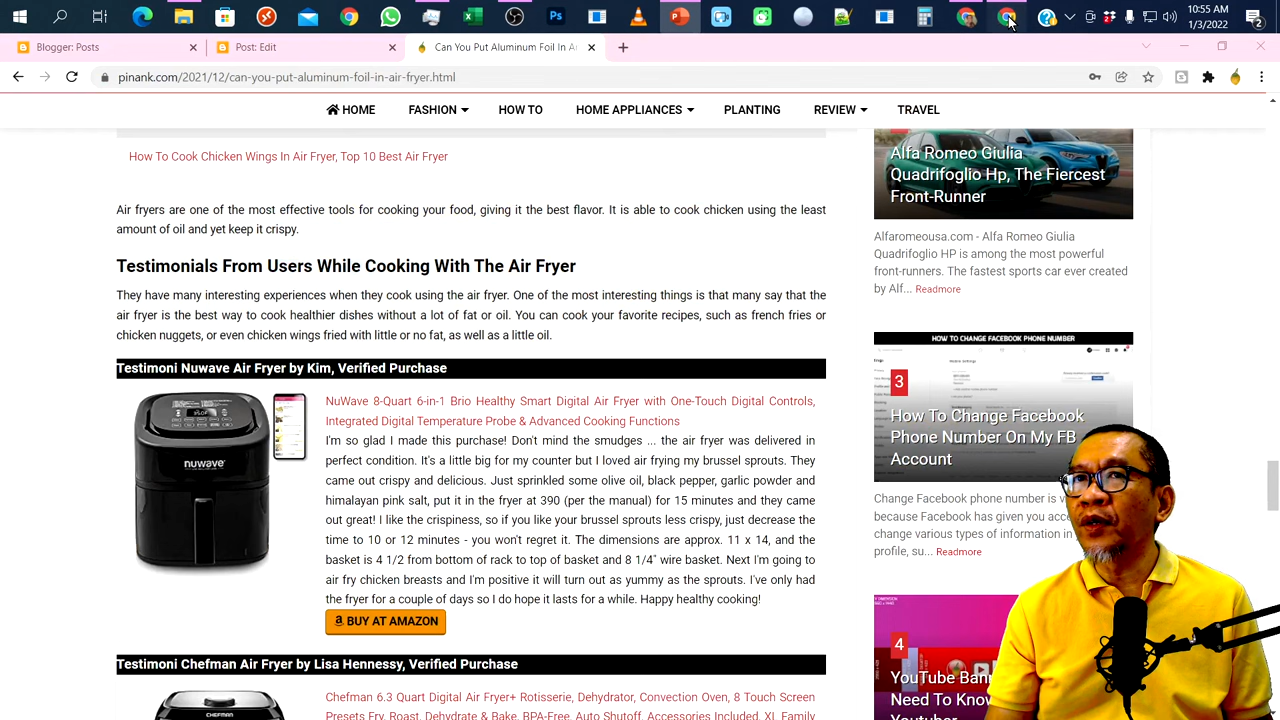 10:55 AM
1/3/2022
2
Blogger: Posts
Post: Edit
Can You Put Aluminum Foil In Ai
pinank.com/2021/12/can-you-put-aluminum-foil-in-air-fryer.html
HOME
FASHION
HOW TO
HOME APPLIANCES
PLANTING
REVIEW
TRAVEL
How To Cook Chicken Wings In Air Fryer, Top 10 Best Air Fryer
Air fryers are one of the most effective tools for cooking your food, giving it the best flavor. It is able to cook chicken using the least
amount of oil and yet keep it crispy.
Testimonials From Users While Cooking With The Air Fryer
They have many interesting experiences when they cook using the air fryer. One of the most interesting things is that many say that the
air fryer is the best way to cook healthier dishes without a lot of fat or oil. You can cook your favorite recipes, such as french fries or
chicken nuggets, or even chicken wings fried with little or no fat, as well as a little oil.
Testimoni Nuwave Air Fryer by Kim, Verified Purchase
nuwave
NuWave 8-Quart 6-in-1 Brio Healthy Smart Digital Air Fryer with One-Touch Digital Controls,
Integrated Digital Temperature Probe & Advanced Cooking Functions
I'm so glad I made this purchase! Don't mind the smudges ... the air fryer was delivered in
perfect condition. It's a little big for my counter but I loved air frying my brussel sprouts. They
came out crispy and delicious. Just sprinkled some olive oil, black pepper, garlic powder and
himalayan pink salt, put it in the fryer at 390 (per the manual) for 15 minutes and they came
out great! I like the crispiness, so if you like your brussel sprouts less crispy, just decrease the
time to 10 or 12 minutes - you won't regret it. The dimensions are approx. 11 x 14, and the
basket is 4 1/2 from bottom of rack to top of basket and 8 1/4" wire basket. Next I'm going to
air fry chicken breasts and I'm positive it will turn out as yummy as the sprouts. I've only had
the fryer for a couple of days so I do hope it lasts for a while. Happy healthy cooking!
BUY AT AMAZON
Testimoni Chefman Air Fryer by Lisa Hennessy, Verified Purchase
CHEFMAN
Chefman 6.3 Quart Digital Air Fryer+ Rotisserie, Dehydrator, Convection Oven, 8 Touch Screen
Presets Roast, Dehydrate & Bake, BPA-Free, Auto Shutoff, Accessories Included, XL Family
Alfa Romeo Giulia
Quadrifoglio Hp, The Fiercest
Front-Runner
Alfaromeousa.com - Alfa Romeo Giulia
Quadrifoglio HP is among the most powerful
front-runners. The fastest sports car ever created
by Alf... Readmore
HOW TO CHANGE FACEBOOK PHONE NUMBER
3
How To Change Facebook
Phone Number On My FB
Account
Change Facebook phone number is
because Facebook has given you
change various types of information in
profile, su... Readmore
4
YouTube
Need To